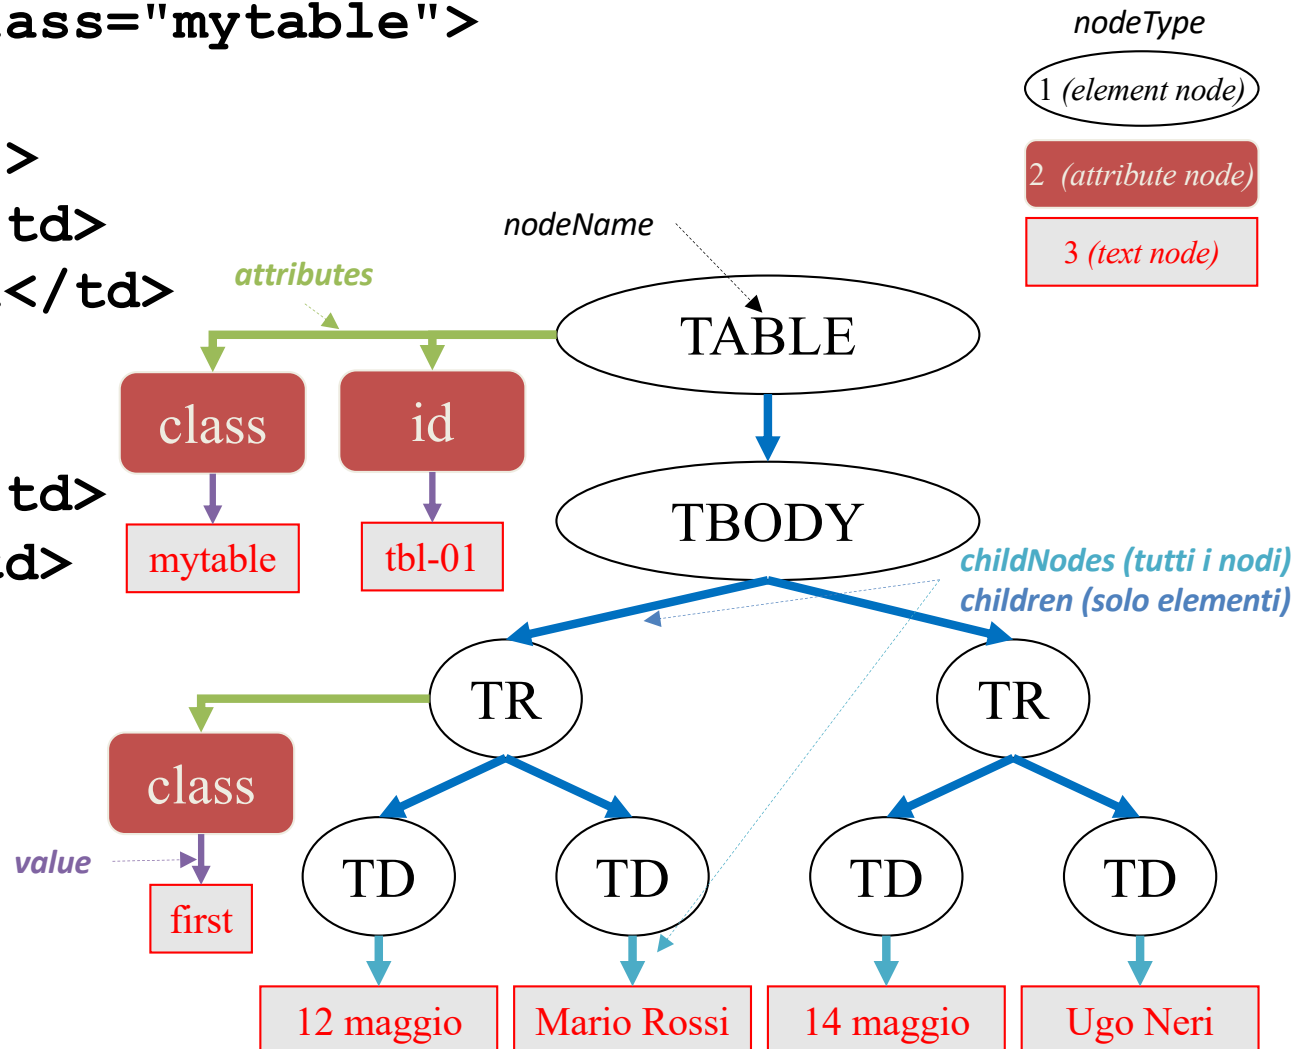 lass="mytable">
nodeType
1 (element node)
>
2 (attribute node)
td>
nodeName
3 (text node)
attributes
</td>
TABLE
class
id
td>
TBODY
mytable
tbl-01
d>
childNodes (tutti i nodi)
children (solo elementi)
TR
TR
class
value
TD
TD
TD
TD
first
12 maggio
Mario Rossi
14 maggio
Ugo Neri